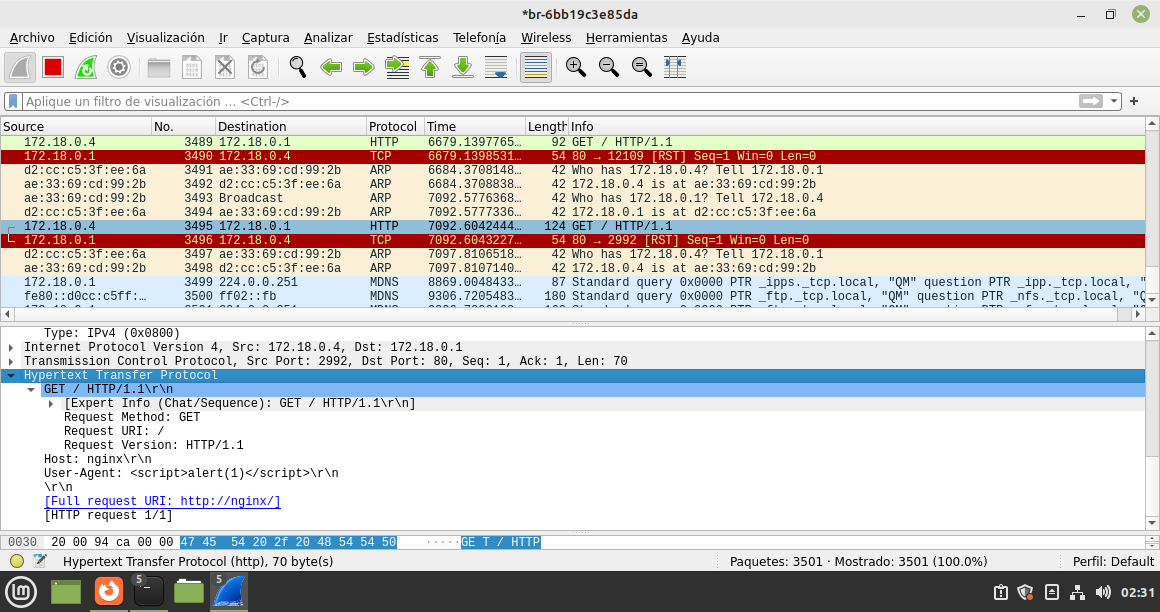 *br-6bb19c3e85da
Archivo Edición Visualización Ir Captura Analizar Estadísticas Telefonía Wireless Herramientas Ayuda
Aplique un filtro de visualización … <Ctrl-/>
Source No. Destination Protocol Time Length Info
172.18.0.4 3489 172.18.0.1 HTTP 6679.1397765… 92 GET / HTTP/1.1
172.18.0.1 3490 172.18.0.4 TCP 6679.1398531… 54 80 → 12109 [RST] Seq=1 Win=0 Len=0
d2:cc:c5:3f:ee:6a 3491 ae:33:69:cd:99:2b ARP 6684.3708148… 42 Who has 172.18.0.4? Tell 172.18.0.1
ae:33:69:cd:99:2b 3492 d2:cc:c5:3f:ee:6a ARP 6684.3708838… 42 172.18.0.4 is at ae:33:69:cd:99:2b
ae:33:69:cd:99:2b 3493 Broadcast ARP 7092.5776368… 42 Who has 172.18.0.1? Tell 172.18.0.4
d2:cc:c5:3f:ee:6a 3494 ae:33:69:cd:99:2b ARP 7092.5777336… 42 172.18.0.1 is at d2:cc:c5:3f:ee:6a
172.18.0.4 3495 172.18.0.1 HTTP 7092.6042444… 124 GET / HTTP/1.1
172.18.0.1 3496 172.18.0.4 TCP 7092.6043227… 54 80 → 2992 [RST] Seq=1 Win=0 Len=0
d2:cc:c5:3f:ee:6a 3497 ae:33:69:cd:99:2b ARP 7097.8106518… 42 Who has 172.18.0.4? Tell 172.18.0.1
ae:33:69:cd:99:2b 3498 d2:cc:c5:3f:ee:6a ARP 7097.8107140… 42 172.18.0.4 is at ae:33:69:cd:99:2b
172.18.0.1 3499 224.0.0.251 MDNS 8869.0048433… 87 Standard query 0x0000 PTR _ipps._tcp.local, "QM" question PTR _ipp._tcp.local, "
fe80::d0cc:c5ff:… 3500 ff02::fb MDNS 9306.7205483… 180 Standard query 0x0000 PTR _ftp._tcp.local, "QM" question PTR _nfs._tcp.local, "Q
Type: IPv4 (0x0800)
Internet Protocol Version 4, Src: 172.18.0.4, Dst: 172.18.0.1
Transmission Control Protocol, Src Port: 2992, Dst Port: 80, Seq: 1, Ack: 1, Len: 70
Hypertext Transfer Protocol
GET / HTTP/1.1\r\n
[Expert Info (Chat/Sequence): GET / HTTP/1.1\r\n]
Request Method: GET
Request URI: /
Request Version: HTTP/1.1
Host: nginx\r\n
User-Agent: <script>alert(1)</script>\r\n
\r\n
[Full request URI: http://nginx/]
[HTTP request 1/1]
0030 20 00 94 ca 00 00 47 45 54 20 2f 20 48 54 54 50 ·····GE T / HTTP
Hypertext Transfer Protocol (http), 70 byte(s) Paquetes: 3501 · Mostrado: 3501 (100.0%) Perfil: Default
5 5 02:31